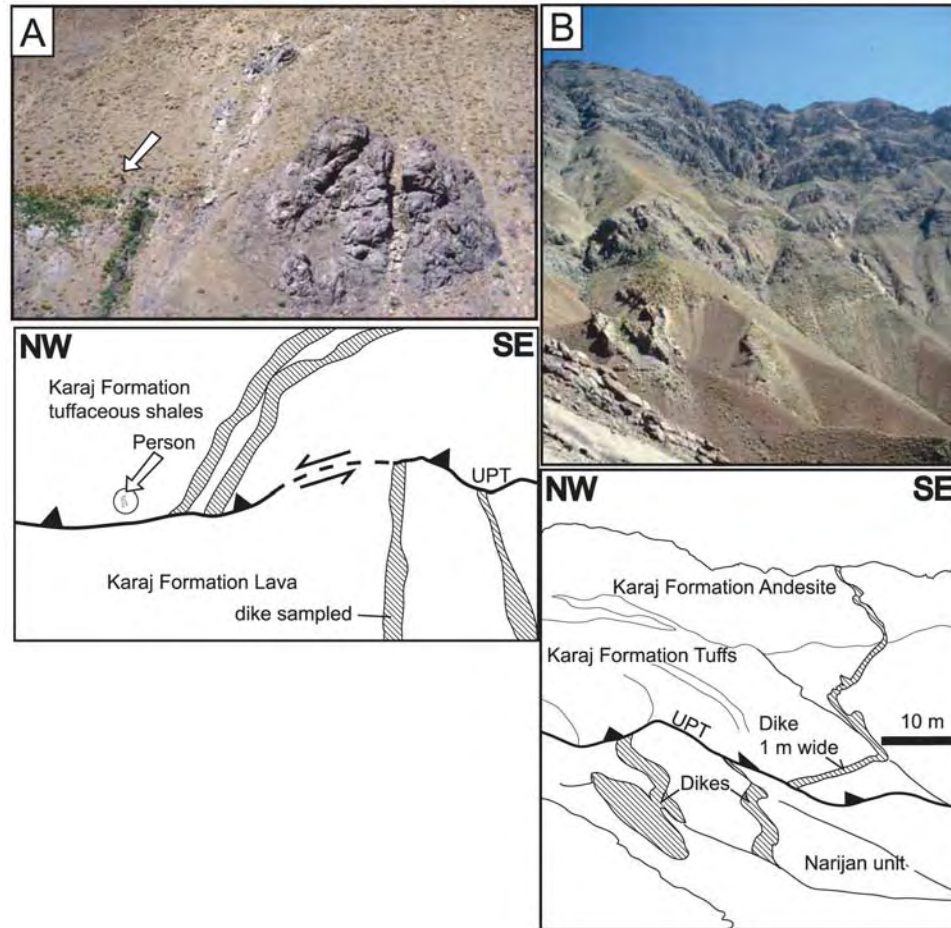 A
NW
SE
Karaj Formation
tuffaceous shales
Person
UPT
Karaj Formation Lava
dike sampled
B
NW
SE
Karaj Formation Andesite
Karaj Formation Tuffs
UPT
Dike
1 m wide
10 m
Dikes
Narijan unit